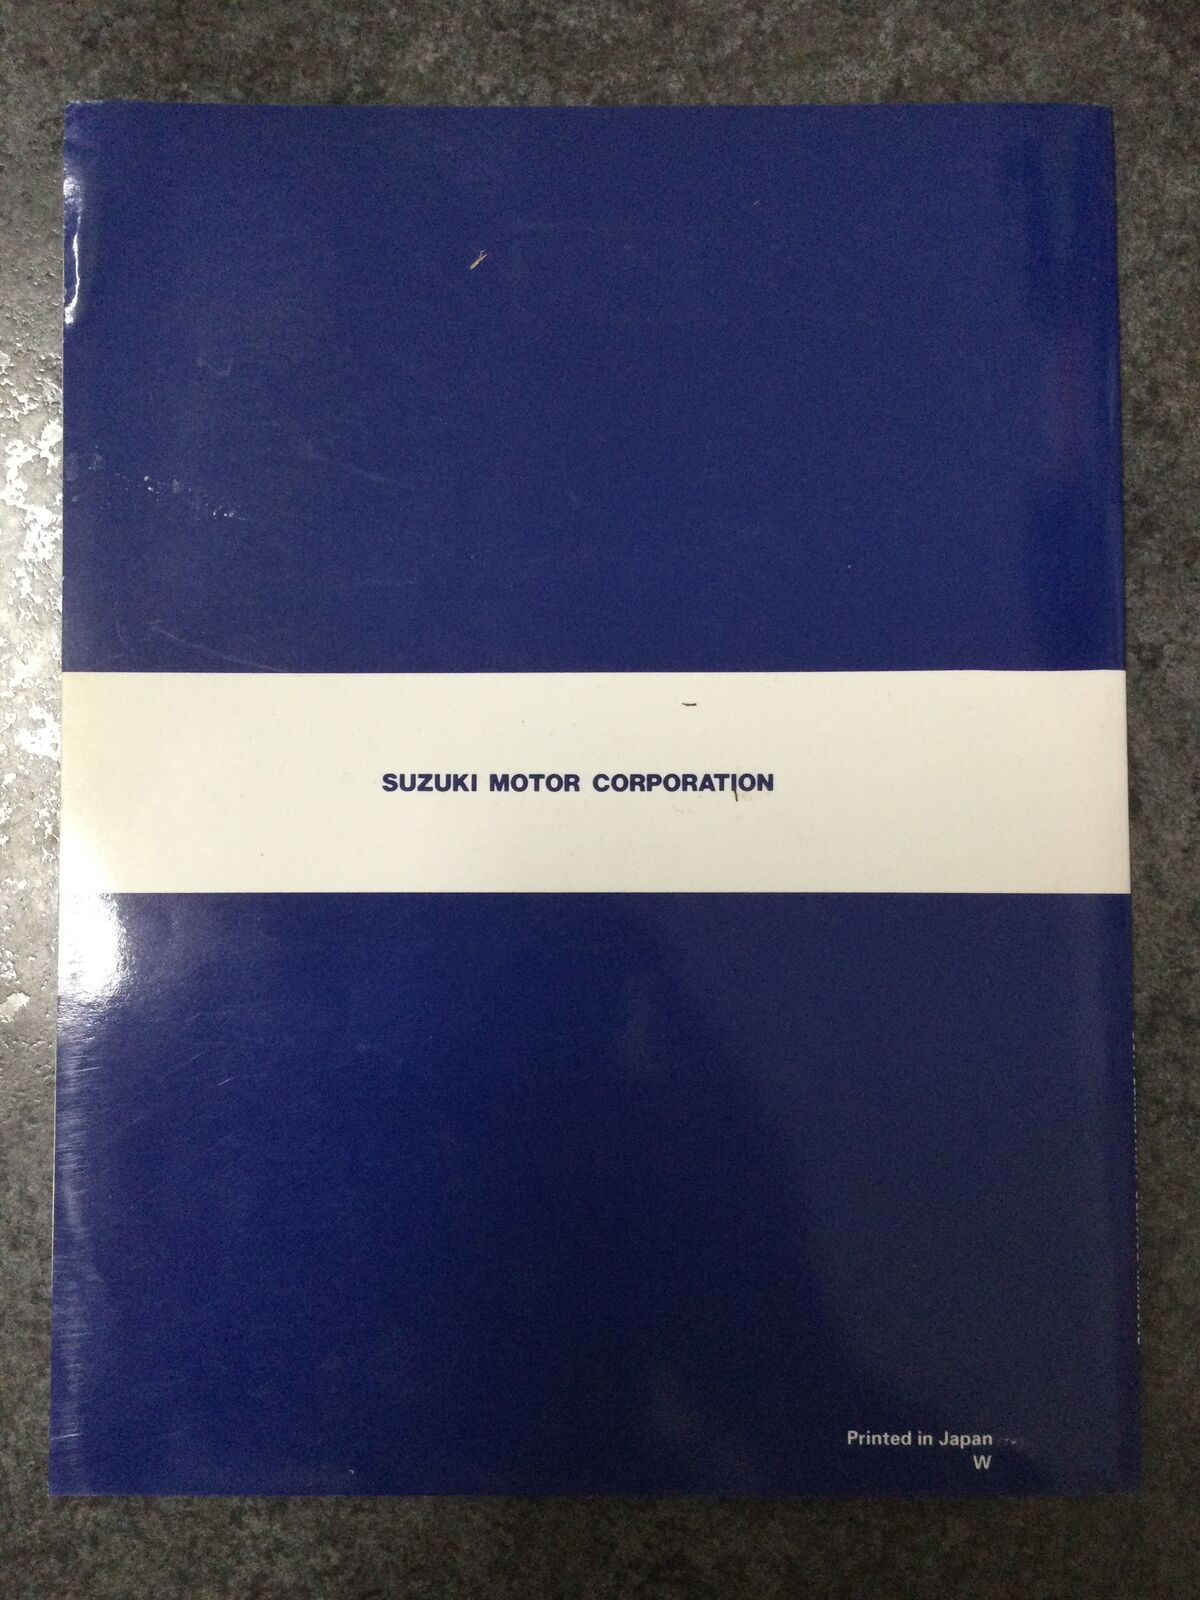 SUZUKI MOTOR CORPORATION
Printed in Japan
W